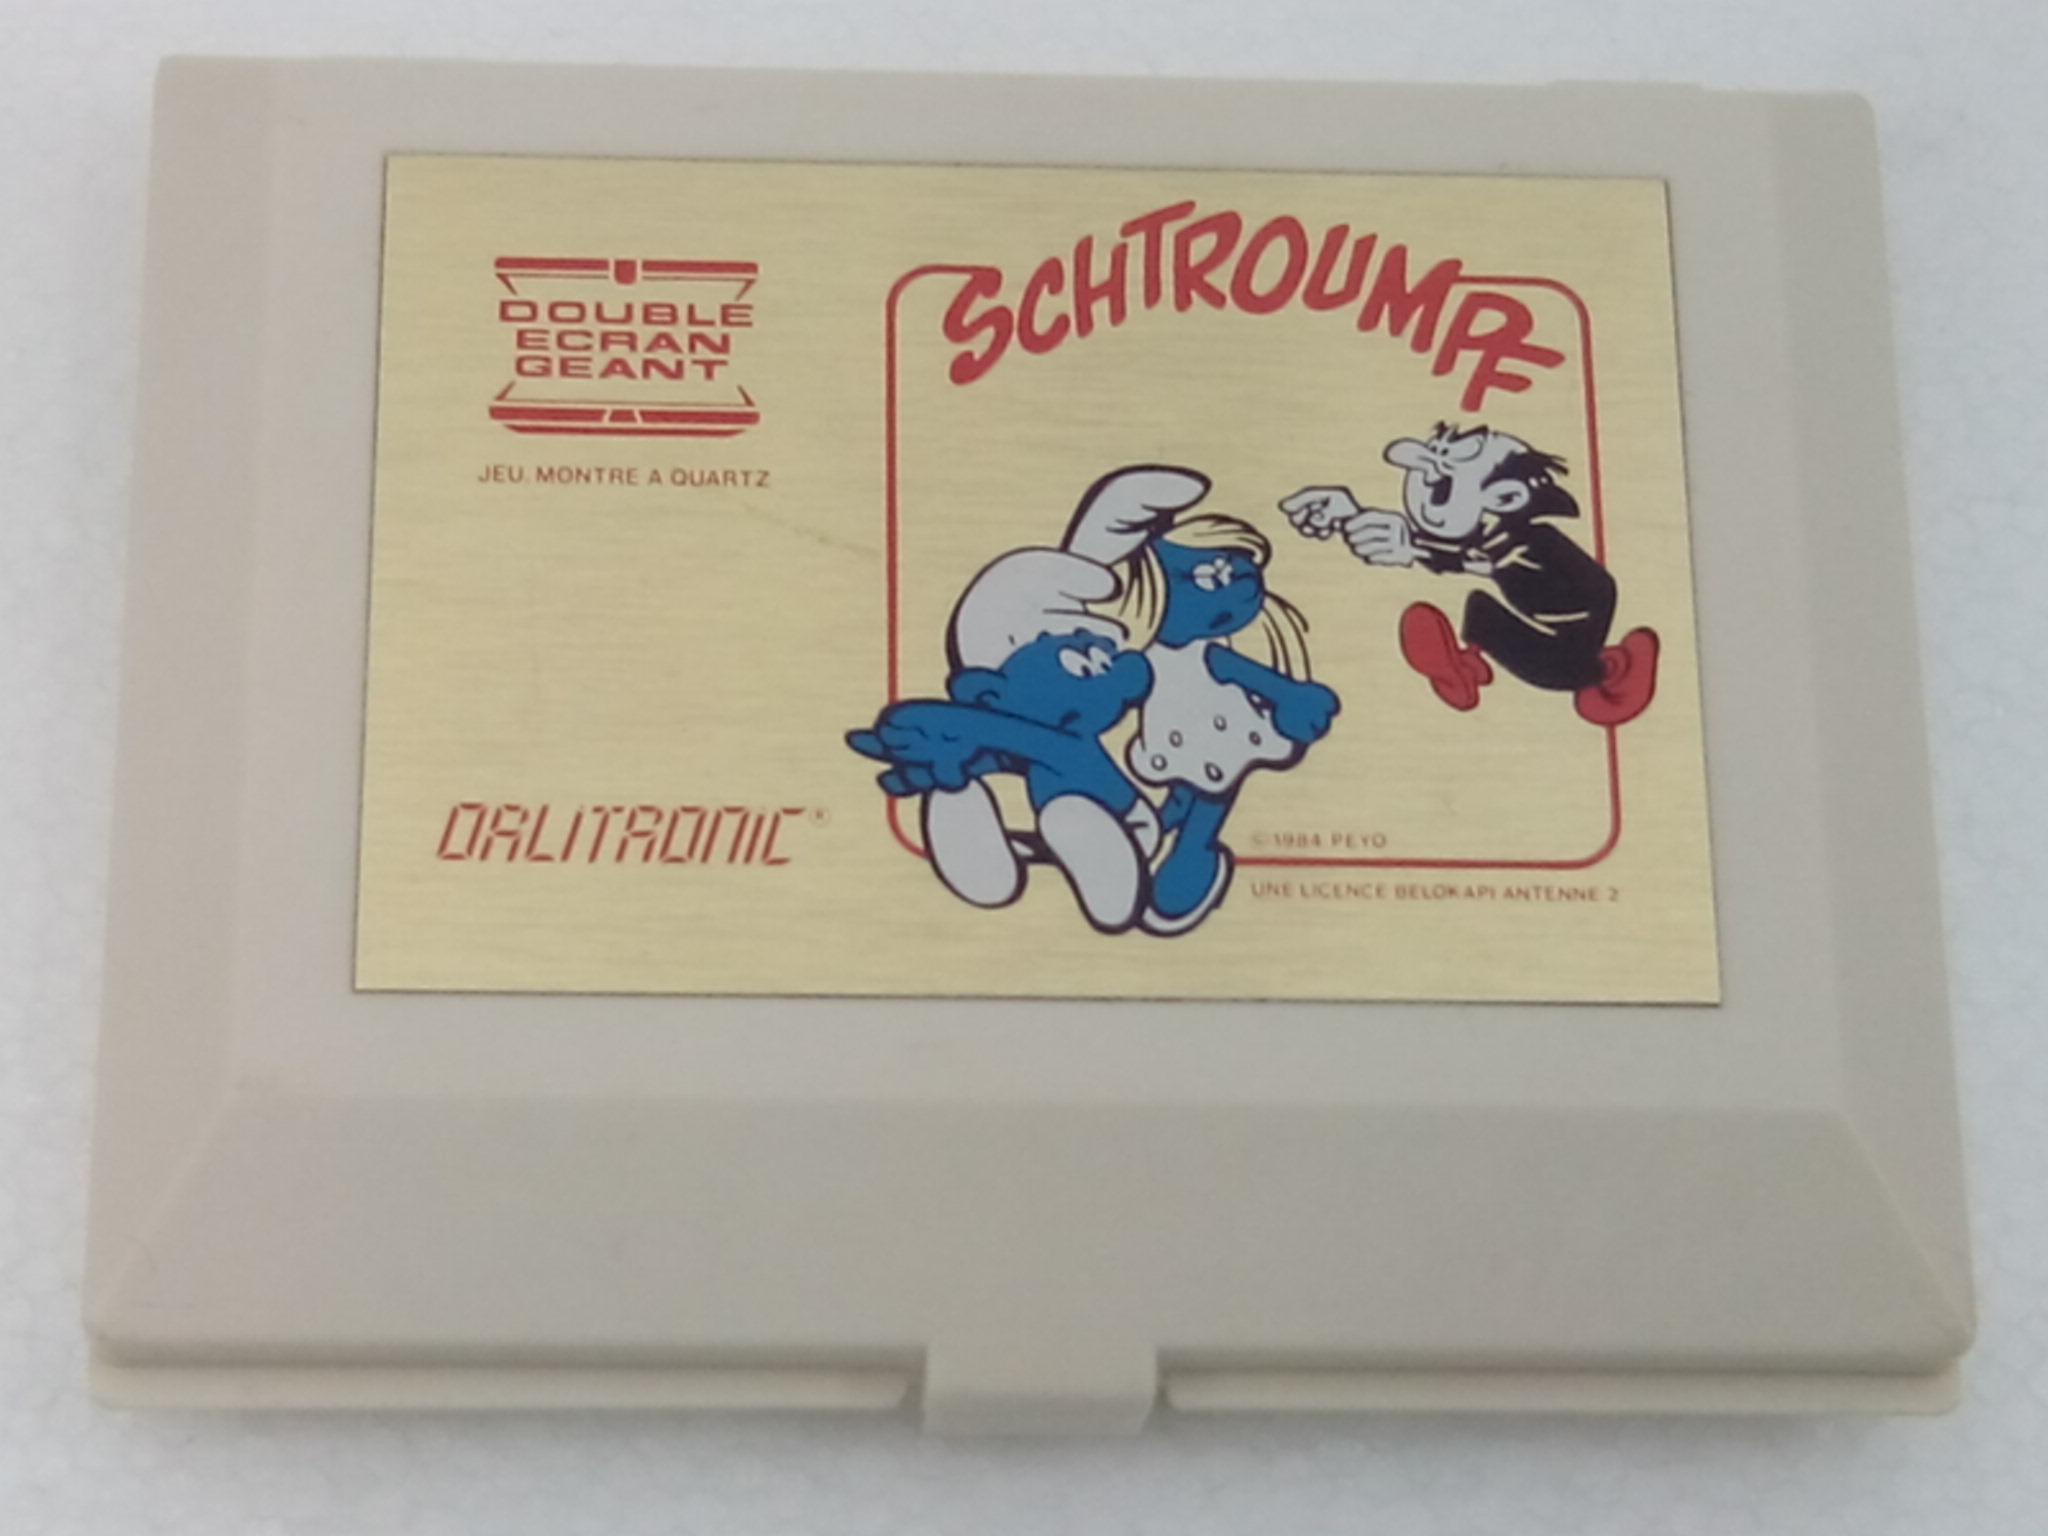 DOUBLE
ECRAN
GEANT
JEU. MONTRE A QUARTZ
SCHTROUMPF
ORLITRONIC®
©1984 PEYO
UNE LICENCE BELOKAPI ANTENNE 2